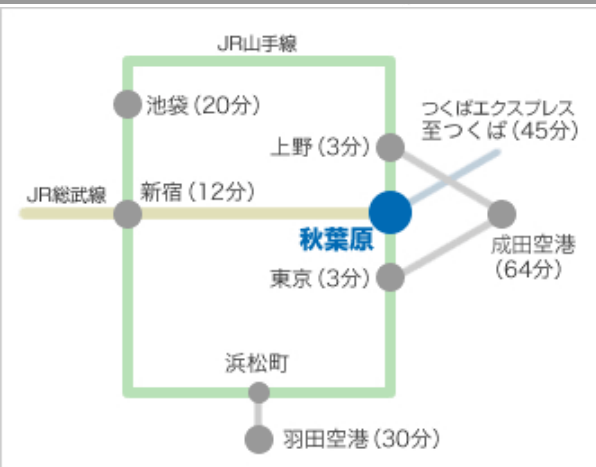 JR山手線
池袋（20分）
つくばエクスプレス
至つくば（45分）
上野（3分）
JR総武線
新宿（12分）
秋葉原
成田空港
（64分）
東京（3分）
浜松町
羽田空港（30分）